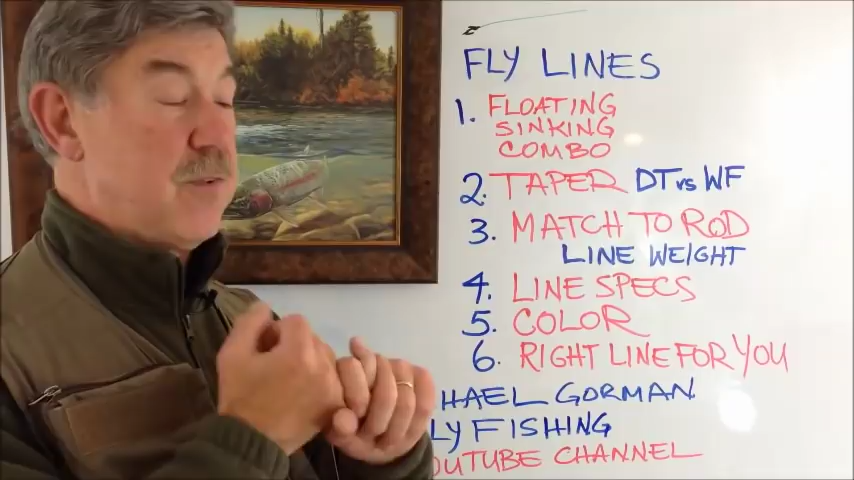 FLY LINES
1. FLOATING
SINKING
COMBO
2. TAPER DT vs WF
3. MATCH TO ROD
LINE WEIGHT
4. LINE SPECS
5. COLOR
6. RIGHT LINE FOR YOU
HAEL GORMAN
LY FISHING
OUTUBE CHANNEL